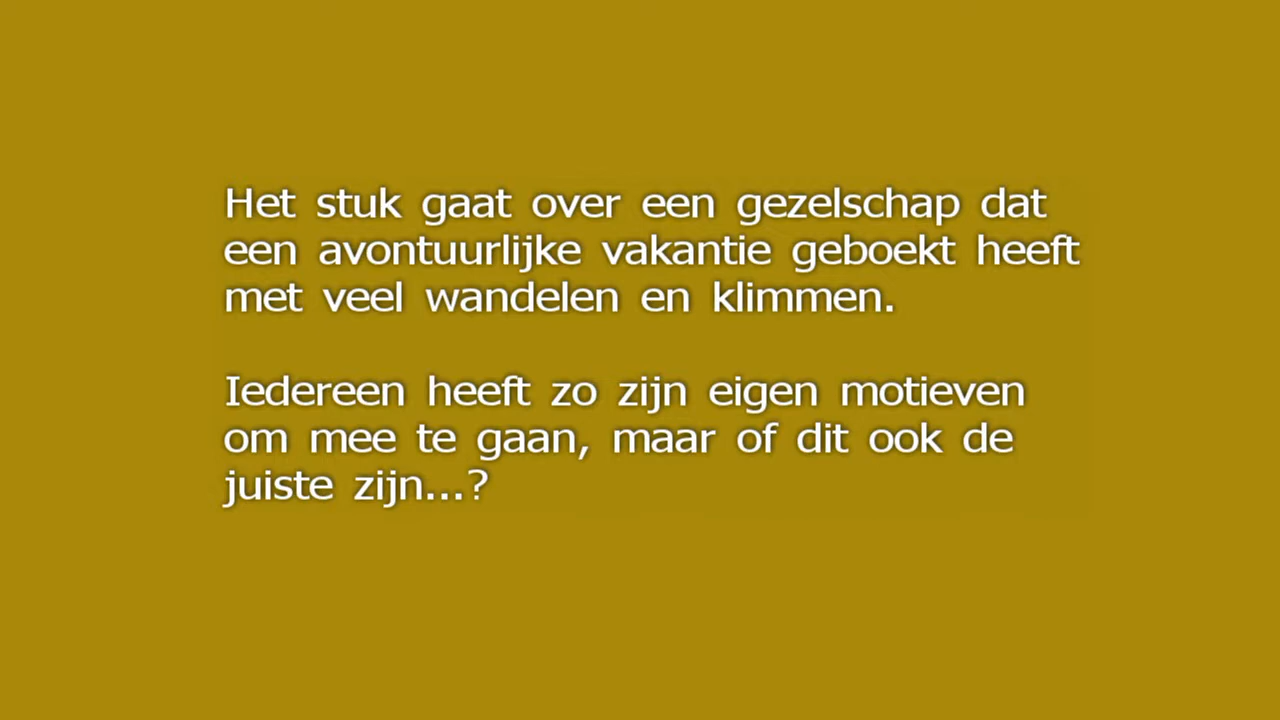 Het stuk gaat over een gezelschap dat
een avontuurlijke vakantie geboekt heeft
met veel wandelen en klimmen.
Iedereen heeft zo zijn eigen motieven
om mee te gaan, maar of dit ook de
juiste zijn...?